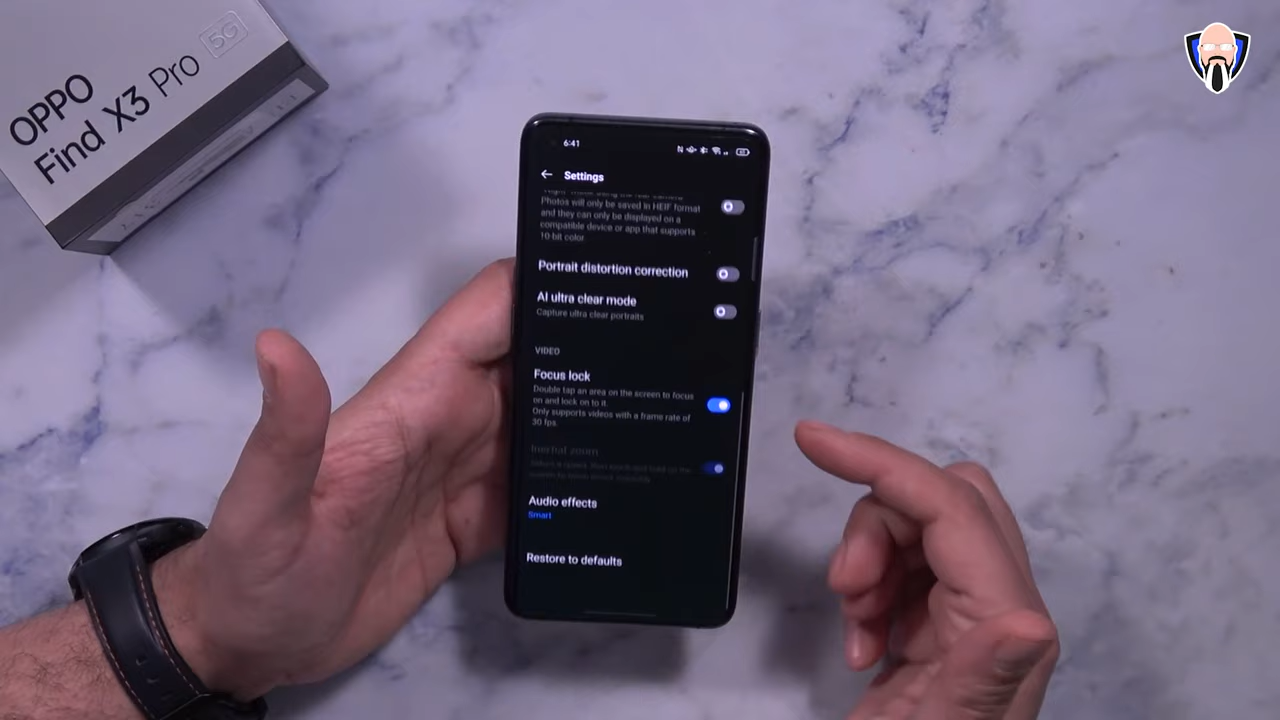 OPPO
Find X3 Pro 5G
6:41
Settings
Photos will only be saved in HEIF format
and they can only be displayed on a
compatible device or app that supports
10-bit color
Portrait distortion correction
AI ultra clear mode
Capture ultra clear portraits
VIDEO
Focus lock
Double tap an area on the screen to focus
on and lock on to it.
Only supports videos with a frame rate of
30 fps
zoom
Audio effects
Smart
Restore to defaults